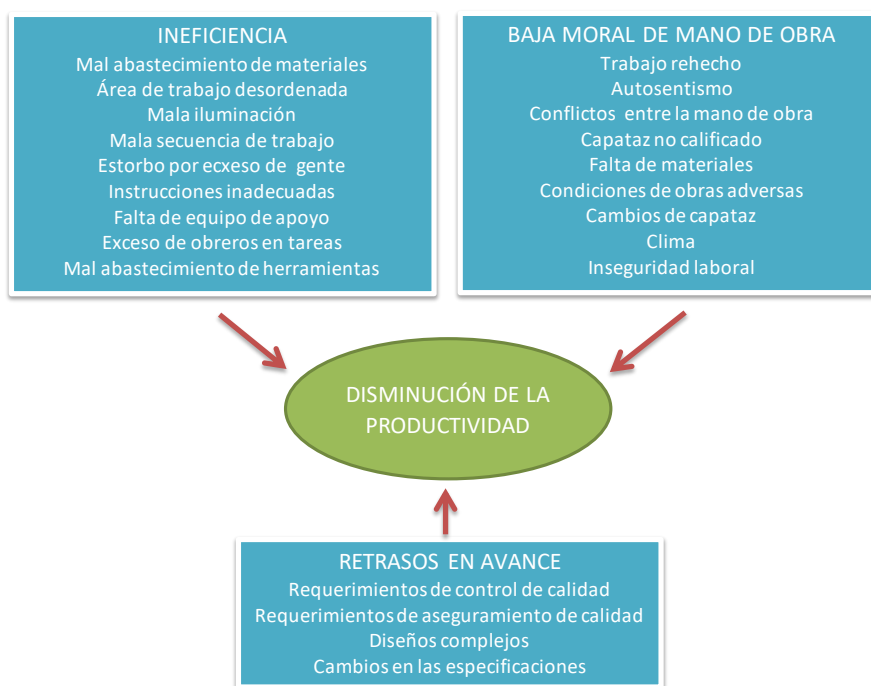 INEFICIENCIA
Mal abastecimiento de materiales
Área de trabajo desordenada
Mala iluminación
Mala secuencia de trabajo
Estorbo por ecxeso de gente
Instrucciones inadecuadas
Falta de equipo de apoyo
Exceso de obreros en tareas
Mal abastecimiento de herramientas
BAJA MORAL DE MANO DE OBRA
Trabajo rehecho
Autosentismo
Conflictos entre la mano de obra
Capataz no calificado
Falta de materiales
Condiciones de obras adversas
Cambios de capataz
Clima
Inseguridad laboral
DISMINUCIÓN DE LA
PRODUCTIVIDAD
RETRASOS EN AVANCE
Requerimientos de control de calidad
Requerimientos de aseguramiento de calidad
Diseños complejos
Cambios en las especificaciones